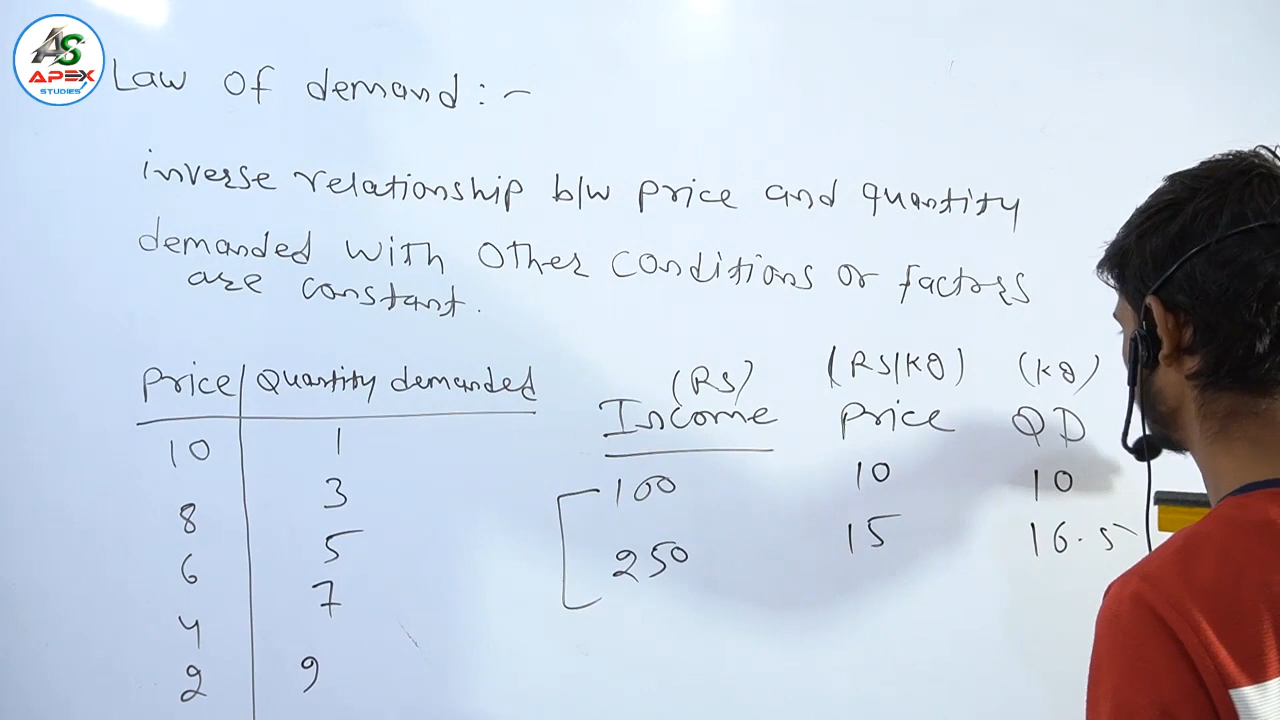 AS
APEX
STUDIES
Law of demand :-
inverse relationship b/w price and quantity
demanded with other conditions or factors
are constant.
Price Quantity demanded
10 1
8 3
6 5
4 7
2 9
(RS) (RS/KG) (KG)
Income Price QD
100 10 10
250 15 16.5